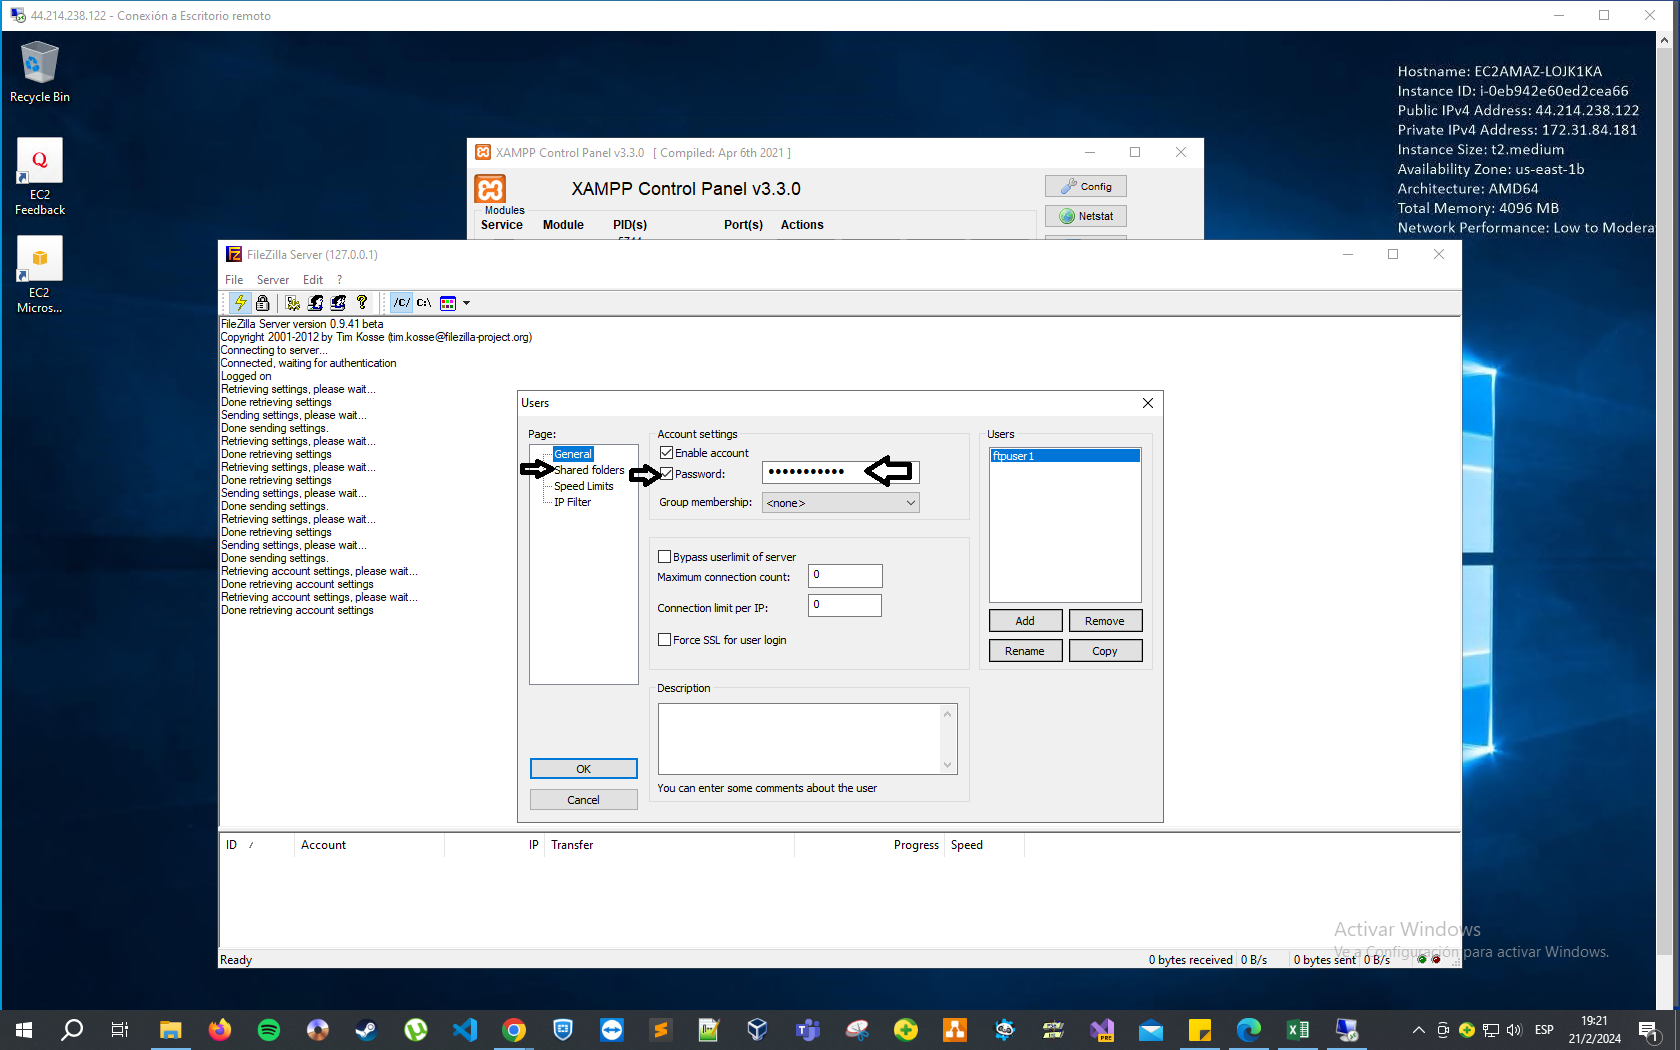 44.214.238.122 - Conexión a Escritorio remoto
Recycle Bin
EC2
Feedback
EC2
Micros...
Hostname: EC2AMAZ-LOJK1KA
Instance ID: i-0eb942e60ed2cea66
Public IPv4 Address: 44.214.238.122
Private IPv4 Address: 172.31.84.181
Instance Size: t2.medium
Availability Zone: us-east-1b
Architecture: AMD64
Total Memory: 4096 MB
Network Performance: Low to Modera
XAMPP Control Panel v3.3.0 [ Compiled: Apr 6th 2021 ]
XAMPP Control Panel v3.3.0
Config
Netstat
Modules
Service Module PID(s) Port(s) Actions
FileZilla Server (127.0.0.1)
File Server Edit ?
/C/ C:\
FileZilla Server version 0.9.41 beta
Copyright 2001-2012 by Tim Kosse (tim.kosse@filezilla-project.org)
Connecting to server...
Connected, waiting for authentication
Logged on
Retrieving settings, please wait...
Done retrieving settings
Sending settings, please wait...
Done sending settings.
Retrieving settings, please wait...
Done retrieving settings
Retrieving settings, please wait...
Done retrieving settings
Sending settings, please wait...
Done sending settings.
Retrieving settings, please wait...
Done retrieving settings
Sending settings, please wait...
Done sending settings.
Retrieving account settings, please wait...
Done retrieving account settings
Retrieving account settings, please wait...
Done retrieving account settings
Users
Page:
General
Shared folders
Speed Limits
IP Filter
Account settings
Enable account
Password: •••••••••••
Group membership: <none>
Bypass userlimit of server
Maximum connection count: 0
Connection limit per IP: 0
Force SSL for user login
Description
You can enter some comments about the user
Users
ftpuser1
Add Remove
Rename Copy
OK
Cancel
ID / Account IP Transfer Progress Speed
Activar Windows
Ve a Configuración para activar Windows.
Ready 0 bytes received 0 B/s 0 bytes sent 0 B/s
PRE
ESP
19:21
21/2/2024
1